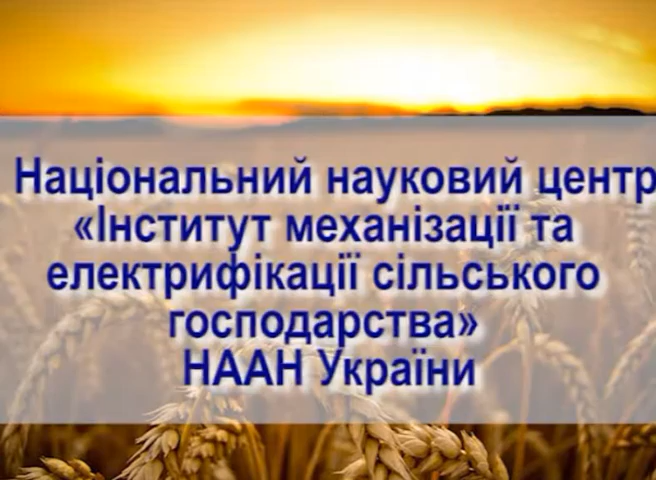 Національний науковий центр
«Інститут механізації та
електрифікації сільського
господарства»
НААН України